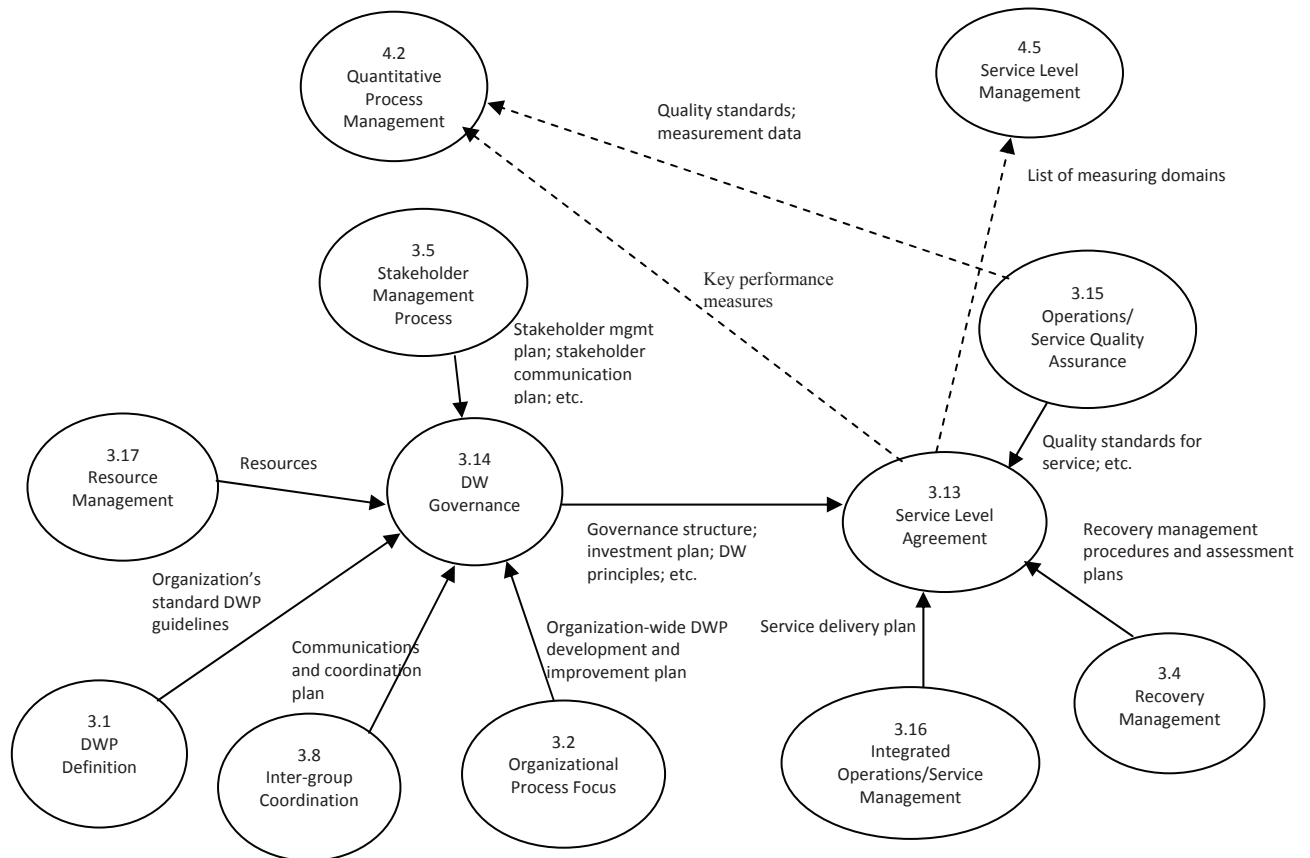 4.2
Quantitative
Process
Management
4.5
Service Level
Management
Quality standards;
measurement data
List of measuring domains
3.5
Stakeholder
Management
Process
Key performance
measures
3.15
Operations/
Service Quality
Assurance
Stakeholder mgmt
plan; stakeholder
communication
plan; etc.
3.17
Resource
Management
Resources
3.14
DW
Governance
Quality standards for
service; etc.
3.13
Service Level
Agreement
Governance structure;
investment plan; DW
principles; etc.
Recovery management
procedures and assessment
plans
Organization’s
standard DWP
guidelines
Communications
and coordination
plan
Organization-wide DWP
development and
improvement plan
Service delivery plan
3.1
DWP
Definition
3.8
Inter-group
Coordination
3.2
Organizational
Process Focus
3.16
Integrated
Operations/Service
Management
3.4
Recovery
Management